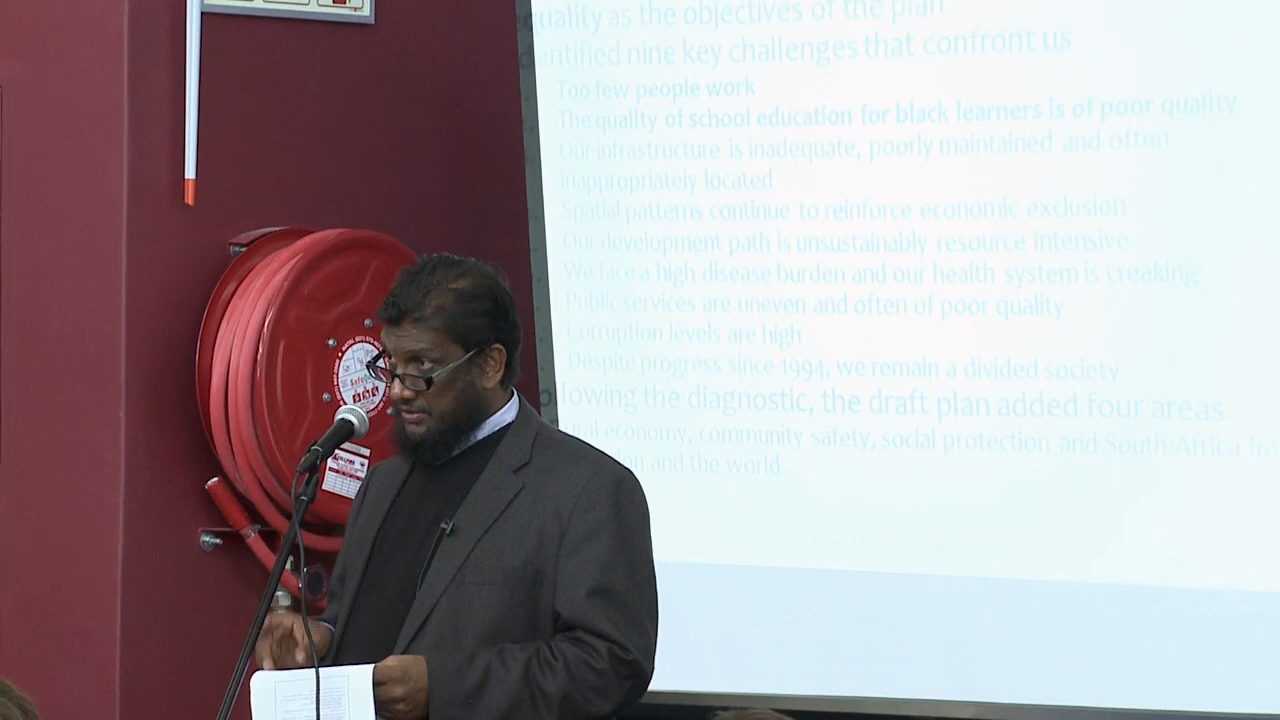 equality as the objectives of the plan
dentified nine key challenges that confront us
Too few people work
The quality of school education for black learners is of poor quality
Our infrastructure is inadequate, poorly maintained and often
inappropriately located
Spatial patterns continue to reinforce economic exclusion
Our development path is unsustainably resource intensive
We face a high disease burden and our health system is creaking
Public services are uneven and often of poor quality
Corruption levels are high
Despite progress since 1994, we remain a divided society
lowing the diagnostic, the draft plan added four areas
ural economy, community safety, social protection and South Africa in
ion and the world